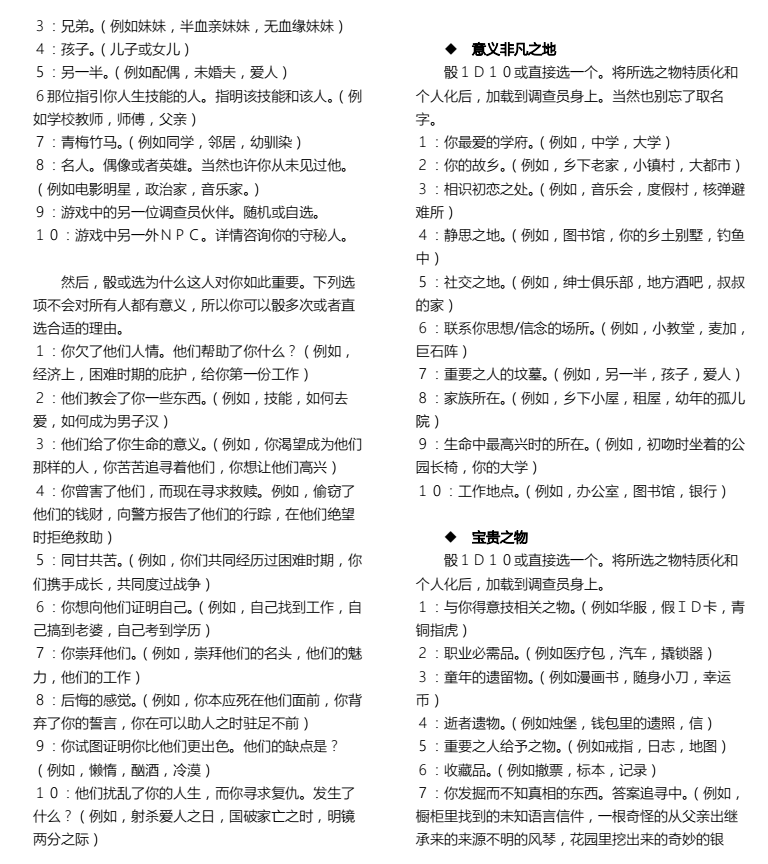 3：兄弟。（例如妹妹，半血亲妹妹，无血缘妹妹）
4：孩子。（儿子或女儿）
5：另一半。（例如配偶，未婚夫，爱人）
6那位指引你人生技能的人。指明该技能和该人。（例
如学校教师，师傅，父亲）
7：青梅竹马。（例如同学，邻居，幼驯染）
8：名人。偶像或者英雄。当然也许你从未见过他。
（例如电影明星，政治家，音乐家。）
9：游戏中的另一位调查员伙伴。随机或自选。
10：游戏中另一外NPC。详情咨询你的守秘人。
然后，骰或选为什么这人对你如此重要。下列选
项不会对所有人都有意义，所以你可以骰多次或者直
选合适的理由。
1：你欠了他们人情。他们帮助了你什么？（例如，
经济上，困难时期的庇护，给你第一份工作）
2：他们教会了你一些东西。（例如，技能，如何去
爱，如何成为男子汉）
3：他们给了你生命的意义。（例如，你渴望成为他们
那样的人，你苦苦追寻着他们，你想让他们高兴）
4：你曾害了他们，而现在寻求救赎。例如，偷窃了
他们的钱财，向警方报告了他们的行踪，在他们绝望
时拒绝救助）
5：同甘共苦。（例如，你们共同经历过困难时期，你
们携手成长，共同度过战争）
6：你想向他们证明自己。（例如，自己找到工作，自
己搞到老婆，自己考到学历）
7：你崇拜他们。（例如，崇拜他们的名头，他们的魅
力，他们的工作）
8：后悔的感觉。（例如，你本应死在他们面前，你背
弃了你的誓言，你在可以助人之时驻足不前）
9：你试图证明你比他们更出色。他们的缺点是？
（例如，懒惰，酗酒，冷漠）
10：他们扰乱了你的人生，而你寻求复仇。发生了
什么？（例如，射杀爱人之日，国破家亡之时，明镜
两分之际）
◆ 意义非凡之地
骰1D10或直接选一个。将所选之物特质化和
个人化后，加载到调查员身上。当然也别忘了取名
字。
1：你最爱的学府。（例如，中学，大学）
2：你的故乡。（例如，乡下老家，小镇村，大都市）
3：相识初恋之处。（例如，音乐会，度假村，核弹避
难所）
4：静思之地。（例如，图书馆，你的乡土别墅，钓鱼
中）
5：社交之地。（例如，绅士俱乐部，地方酒吧，叔叔
的家）
6：联系你思想/信念的场所。（例如，小教堂，麦加，
巨石阵）
7：重要之人的坟墓。（例如，另一半，孩子，爱人）
8：家族所在。（例如，乡下小屋，租屋，幼年的孤儿
院）
9：生命中最高兴时的所在。（例如，初吻时坐着的公
园长椅，你的大学）
10：工作地点。（例如，办公室，图书馆，银行）
◆ 宝贵之物
骰1D10或直接选一个。将所选之物特质化和
个人化后，加载到调查员身上。
1：与你得意技相关之物。（例如华服，假ID卡，青
铜指虎）
2：职业必需品。（例如医疗包，汽车，撬锁器）
3：童年的遗留物。（例如漫画书，随身小刀，幸运
币）
4：逝者遗物。（例如烛堡，钱包里的遗照，信）
5：重要之人给予之物。（例如戒指，日志，地图）
6：收藏品。（例如撤票，标本，记录）
7：你发掘而不知真相的东西。答案追寻中。（例如，
橱柜里找到的未知语言信件，一根奇怪的从父亲出继
承来的来源不明的风琴，花园里挖出来的奇妙的银